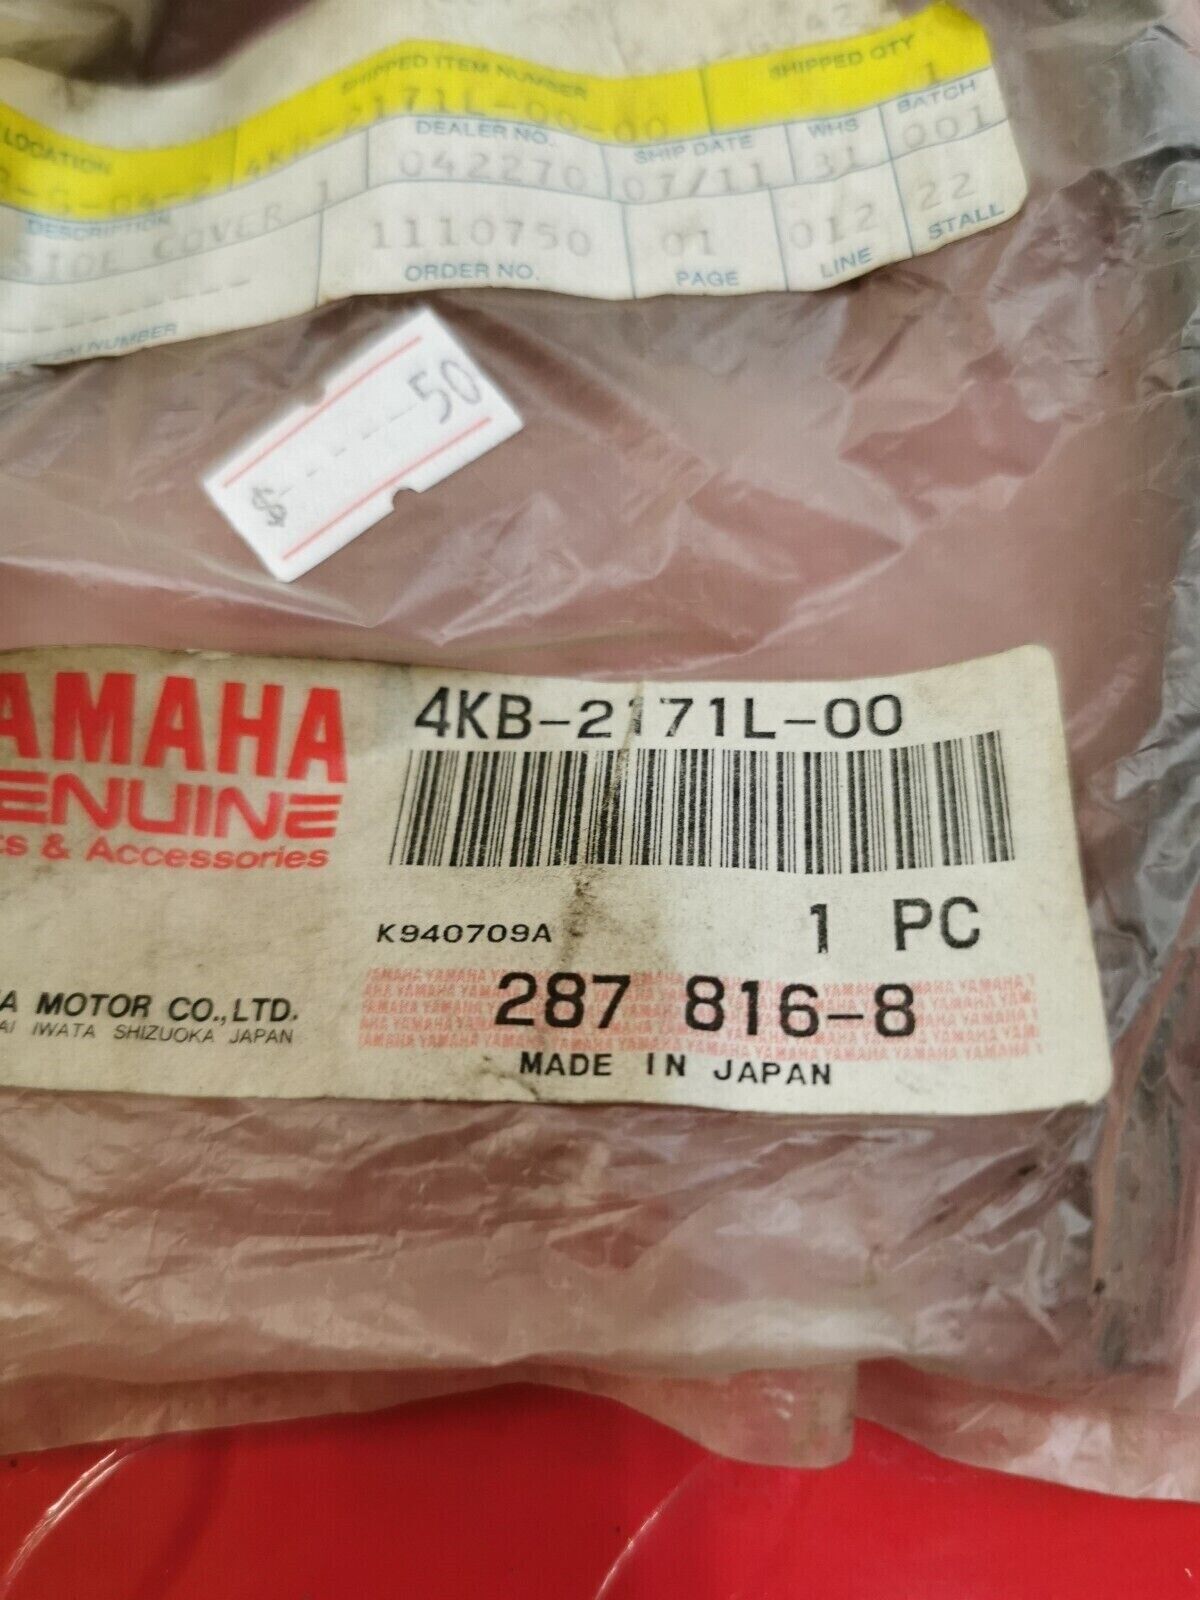 SHIPPED ITEM NUMBER
SHIPPED QTY
4KB-2171L-00-00
1
LOCATION
DEALER NO.
SHIP DATE
WHS
BATCH
042270
07/11
31
001
DESCRIPTION
SIDE COVER 1
1110750
01
012
22
ORDER NO.
PAGE
LINE
STALL
ITEM NUMBER
$------50
AMAHA
ENUINE
ts & Accessories
4KB-2171L-00
K940709A
1 PC
287 816-8
MADE IN JAPAN
HA MOTOR CO.,LTD.
AI IWATA SHIZUOKA JAPAN